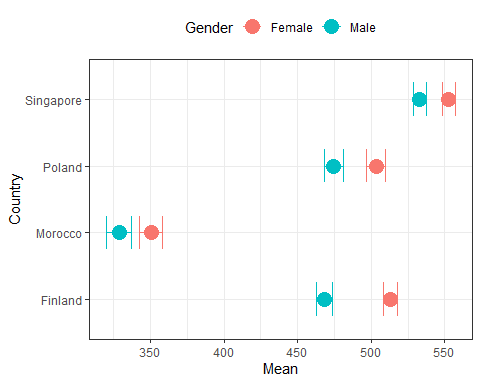 Gender Female Male
Singapore
Poland
Morocco
Finland
Country
350 400 450 500 550
Mean